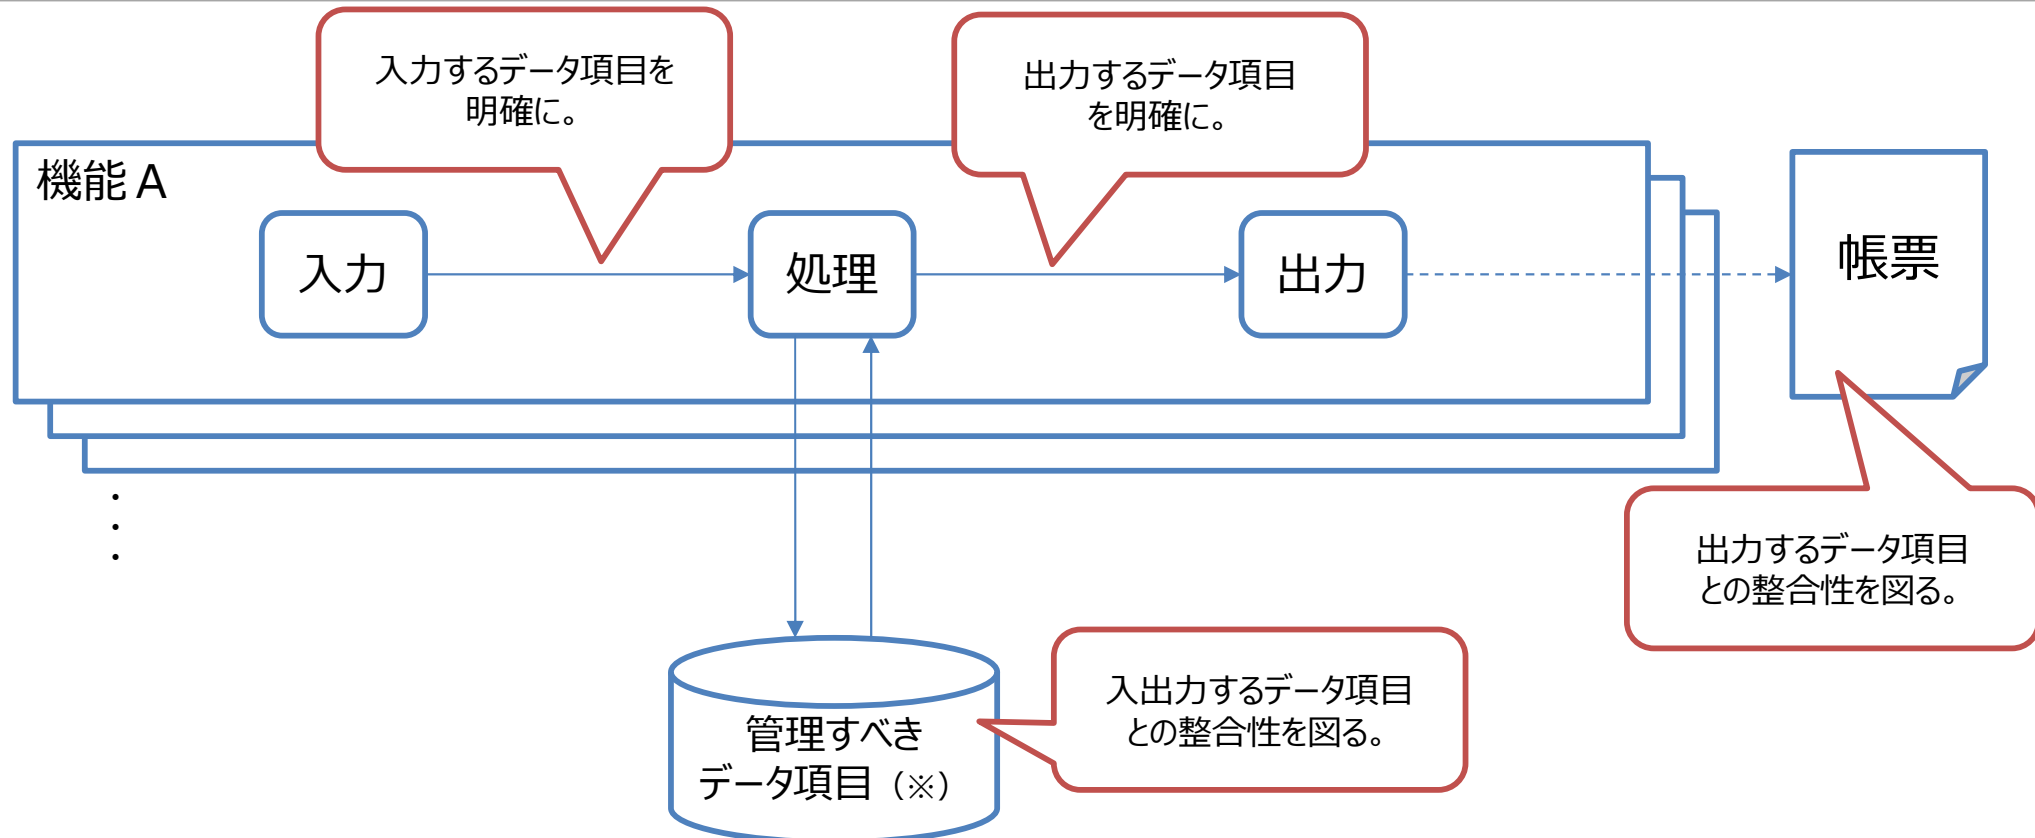 入力するデータ項目を
明確に。
出力するデータ項目
を明確に。
機能A
入力
処理
出力
帳票
・
・
・
出力するデータ項目
との整合性を図る。
入出力するデータ項目
との整合性を図る。
管理すべき
データ項目（※）